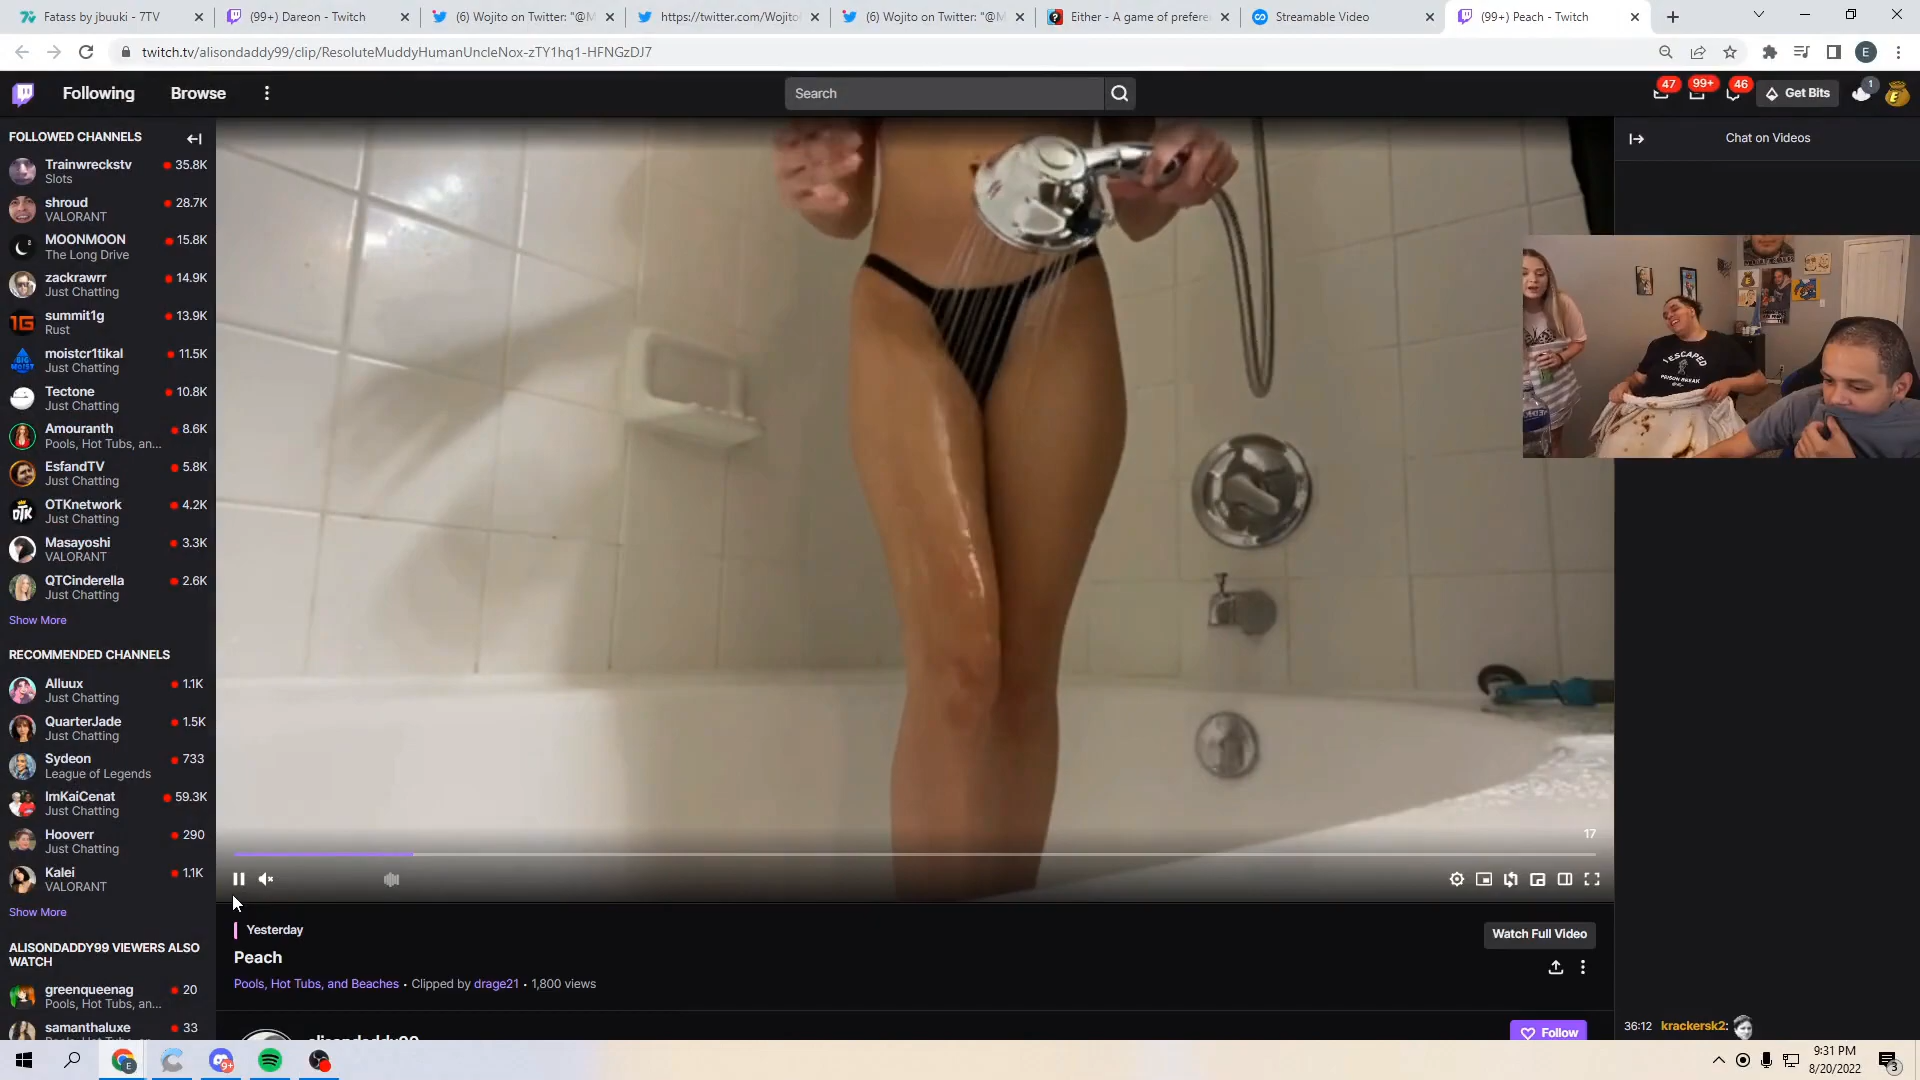 Fatass by jbuuki - 7TV
(99+) Dareon - Twitch
(6) Wojito on Twitter: "@M
https://twitter.com/Wojito
(6) Wojito on Twitter: "@M
Either - A game of prefere
Streamable Video
(99+) Peach - Twitch
twitch.tv/alisondaddy99/clip/ResoluteMuddyHumanUncleNox-zTY1hq1-HFNGzDJ7
E
Following
Browse
Search
47
99+
46
Get Bits
1
FOLLOWED CHANNELS
Trainwreckstv
35.8K
Slots
shroud
28.7K
VALORANT
MOONMOON
15.8K
The Long Drive
zackrawrr
14.9K
Just Chatting
summit1g
13.9K
Rust
moistcr1tikal
11.5K
Just Chatting
Tectone
10.8K
Just Chatting
Amouranth
8.6K
Pools, Hot Tubs, an...
EsfandTV
5.8K
Just Chatting
OTKnetwork
4.2K
Just Chatting
Masayoshi
3.3K
VALORANT
QTCinderella
2.6K
Just Chatting
Show More
RECOMMENDED CHANNELS
Alluux
1.1K
Just Chatting
QuarterJade
1.5K
Just Chatting
Sydeon
733
League of Legends
ImKaiCenat
59.3K
Just Chatting
Hooverr
290
Just Chatting
Kalei
1.1K
VALORANT
Show More
ALISONDADDY99 VIEWERS ALSO
WATCH
greenqueenag
20
Pools, Hot Tubs, an...
samanthaluxe
33
Chat on Videos
I ESCAPED
PRISON BREAK
17
Yesterday
Peach
Pools, Hot Tubs, and Beaches • Clipped by drage21 • 1,800 views
Watch Full Video
alisondaddy99
Follow
36:12 krackersk2:
9+
9:31 PM
8/20/2022
3